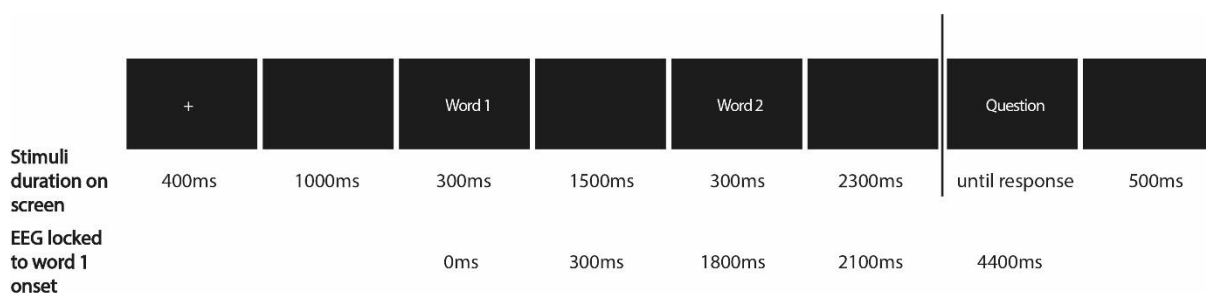 + Word 1 Word 2 Question
Stimuli
duration on 400ms 1000ms 300ms 1500ms 300ms 2300ms until response 500ms
screen
EEG locked
to word 1 0ms 300ms 1800ms 2100ms 4400ms
onset